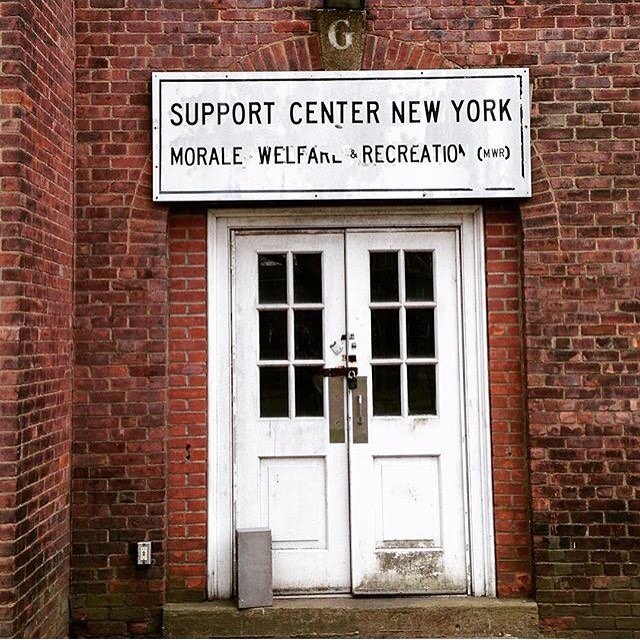 G
SUPPORT CENTER NEW YORK
MORALE WELFARE & RECREATION (MWR)